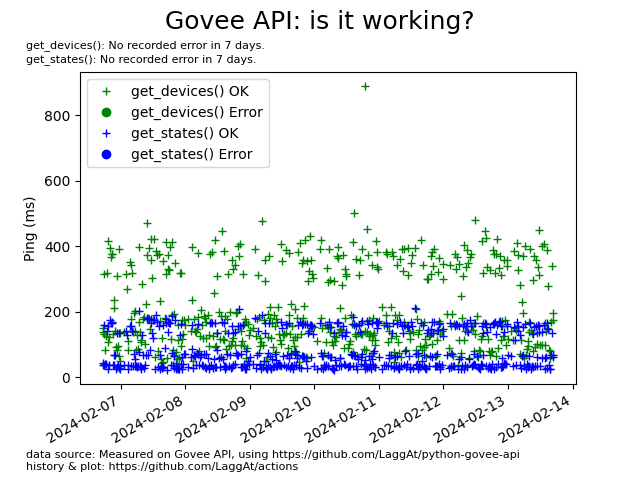 Govee API: is it working?
get_devices(): No recorded error in 7 days.
get_states(): No recorded error in 7 days.
get_devices() OK
get_devices() Error
get_states() OK
get_states() Error
Ping (ms)
800
600
400
200
0
2024-02-07
2024-02-08
2024-02-09
2024-02-10
2024-02-11
2024-02-12
2024-02-13
2024-02-14
data source: Measured on Govee API, using https://github.com/LaggAt/python-govee-api
history & plot: https://github.com/LaggAt/actions